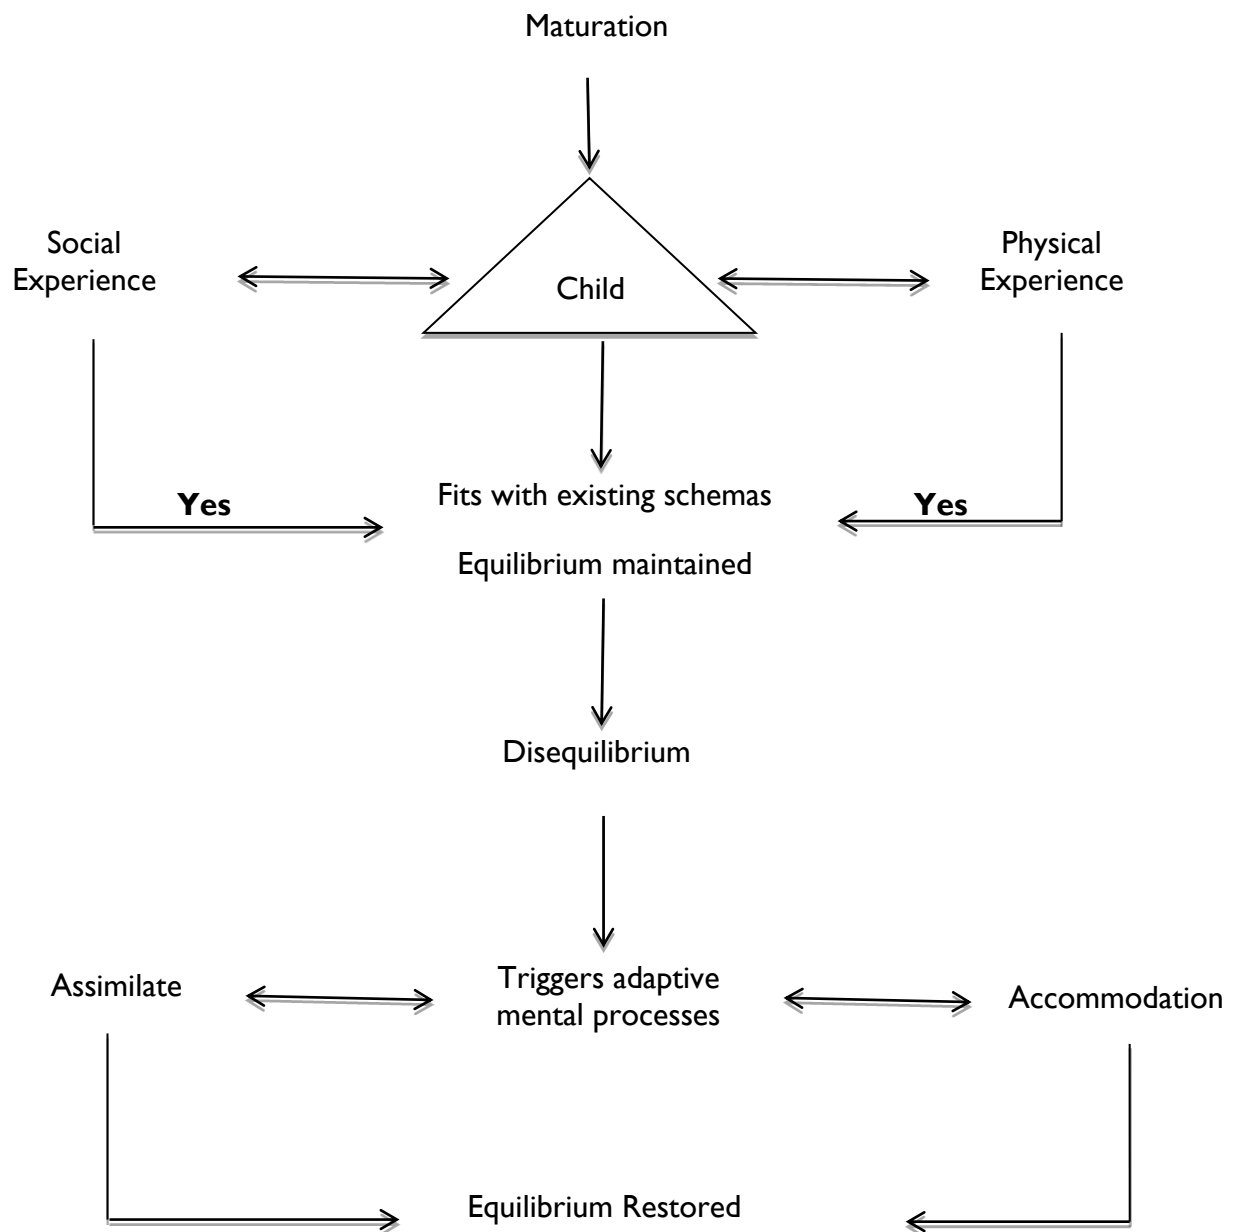 Maturation
Social
Experience
Child
Physical
Experience
Yes
Fits with existing schemas
Yes
Equilibrium maintained
Disequilibrium
Assimilate
Triggers adaptive
mental processes
Accommodation
Equilibrium Restored